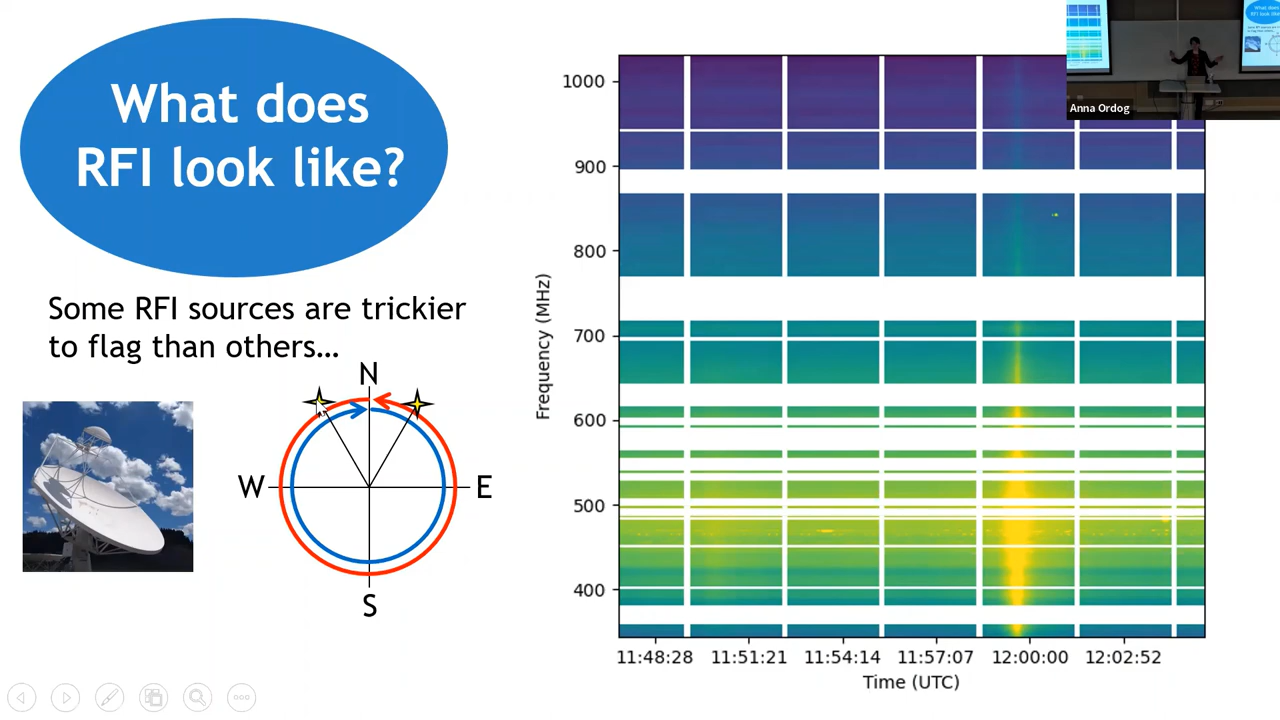 What does
RFI look like?
Some RFI sources are trickier
to flag than others…
N
W
E
S
1000
900
800
700
600
500
400
Frequency (MHz)
11:48:28
11:51:21
11:54:14
11:57:07
12:00:00
12:02:52
Time (UTC)
Anna Ordog